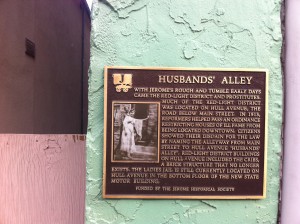 HUSBANDS' ALLEY
WITH JEROME'S ROUGH AND TUMBLE EARLY DAYS
CAME THE RED-LIGHT DISTRICT AND PROSTITUTES.
MUCH OF THE RED-LIGHT DISTRICT
WAS LOCATED ON HULL AVENUE, THE
ROAD BELOW MAIN STREET. IN 1913,
REFORMERS HELPED PASS AN ORDINANCE
RESTRICTING HOUSES OF ILL FAME FROM
BEING LOCATED DOWNTOWN. CITIZENS
SHOWED THEIR DISDAIN FOR THE LAW
BY NAMING THE ALLEYWAY FROM MAIN
STREET TO HULL AVENUE "HUSBANDS'
ALLEY". RED-LIGHT DISTRICT BUILDINGS
ON HULL AVENUE INCLUDED THE CRIBS,
A BRICK STRUCTURE THAT NO LONGER
EXISTS. THE LADIES JAIL IS STILL CURRENTLY LOCATED ON
HULL AVENUE IN THE BOTTOM FLOOR OF THE NEW STATE
MOTOR BUILDING.
FUNDED BY THE JEROME HISTORICAL SOCIETY